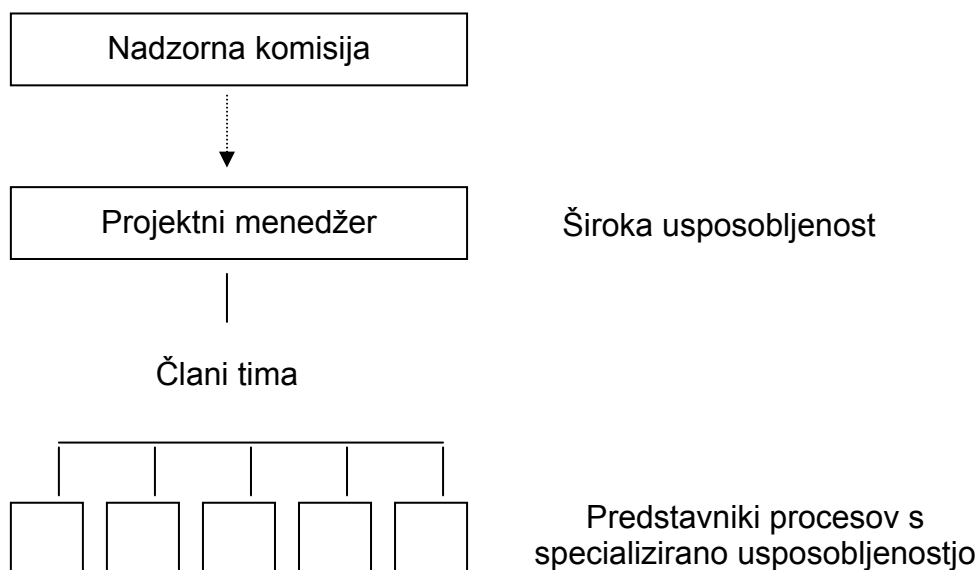 Nadzorna komisija
Projektni menedžer
Široka usposobljenost
Člani tima
Predstavniki procesov s
specializirano usposobljenostjo